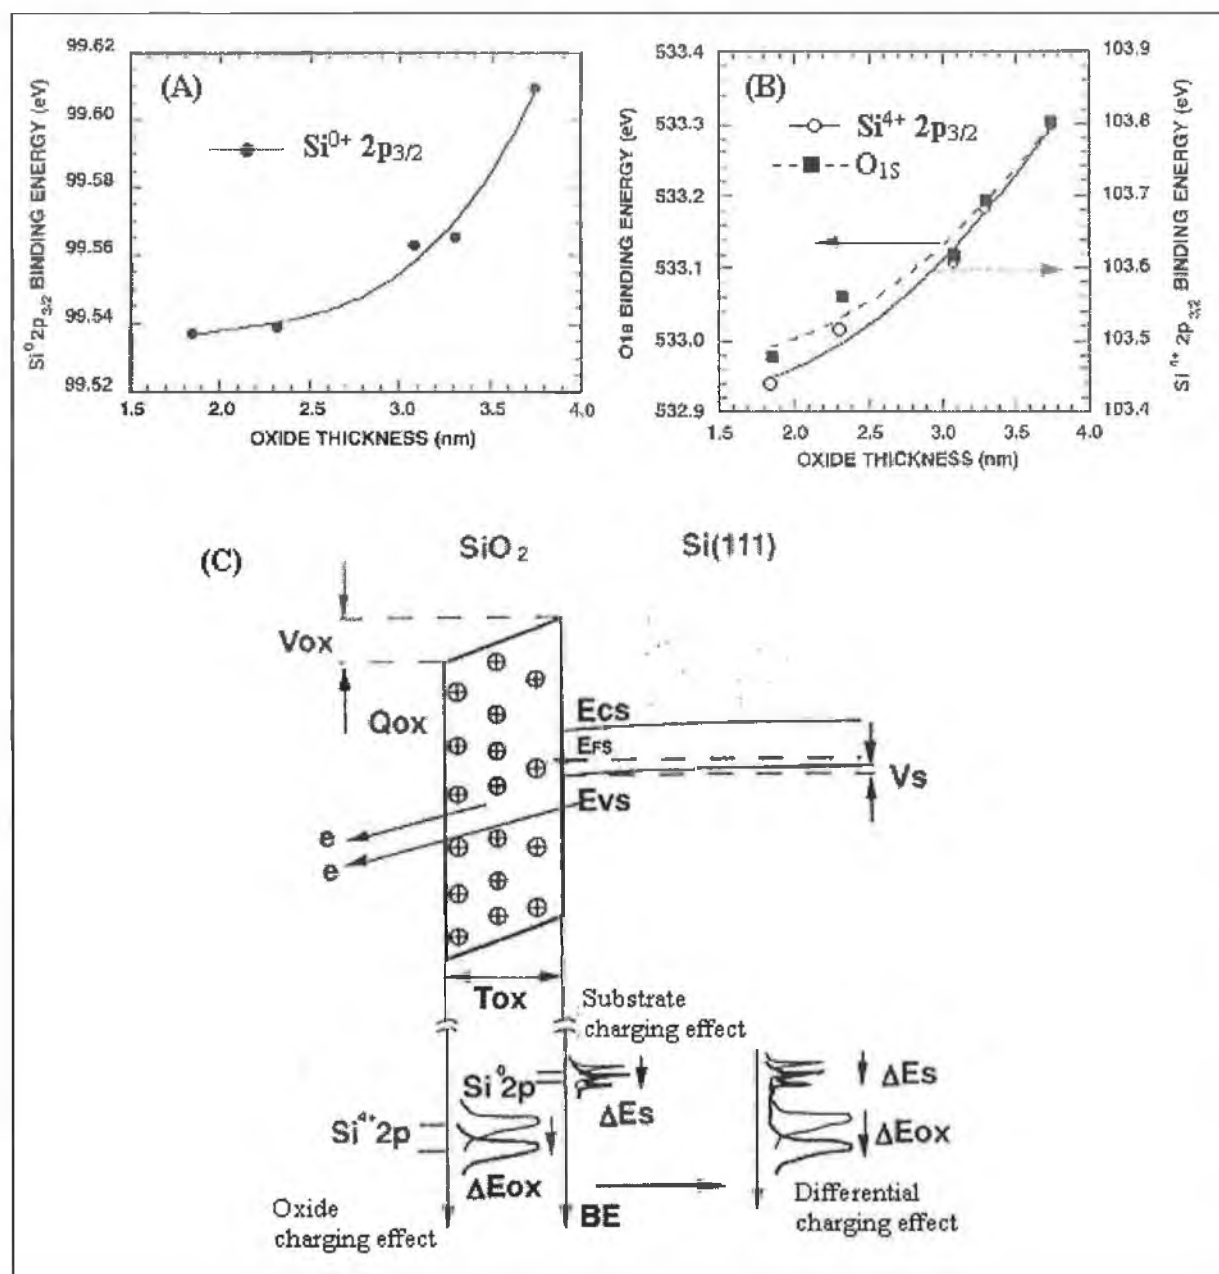 (A)
Si⁰⁺ 2p3/2
99.62
99.60
99.58
99.56
99.54
99.52
Si⁰ 2p3/2 BINDING ENERGY (eV)
1.5 2.0 2.5 3.0 3.5 4.0
OXIDE THICKNESS (nm)
(B)
Si⁴⁺ 2p3/2
O1S
533.4
533.3
533.2
533.1
533.0
532.9
O1s BINDING ENERGY (eV)
103.9
103.8
103.7
103.6
103.5
103.4
Si ⁴⁺ 2p3/2 BINDING ENERGY (eV)
1.5 2.0 2.5 3.0 3.5 4.0
OXIDE THICKNESS (nm)
(C)
SiO₂ Si(111)
Vox
Qox
Ecs
EFS
Evs
Vs
e
e
Tox
Substrate
charging effect
Si⁰2p
ΔEs
Si⁴⁺2p
ΔEox
ΔEs
ΔEox
BE
Oxide
charging effect
Differential
charging effect